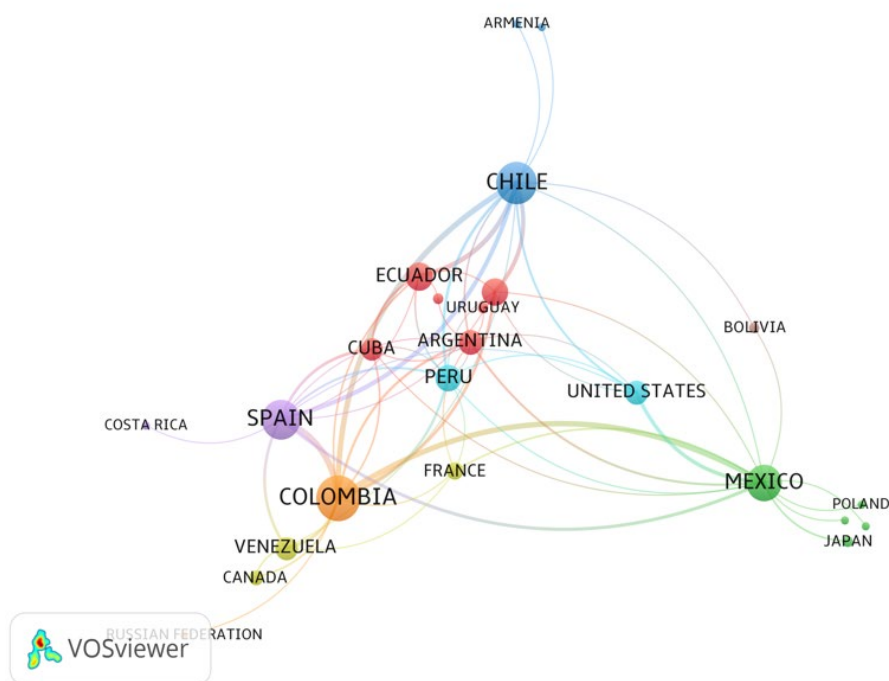 ARMENIA
CHILE
ECUADOR
URUGUAY
BOLIVIA
CUBA
ARGENTINA
PERU
UNITED STATES
SPAIN
COSTA RICA
FRANCE
MEXICO
COLOMBIA
POLAND
VENEZUELA
JAPAN
CANADA
RUSSIAN FEDERATION
VOSviewer